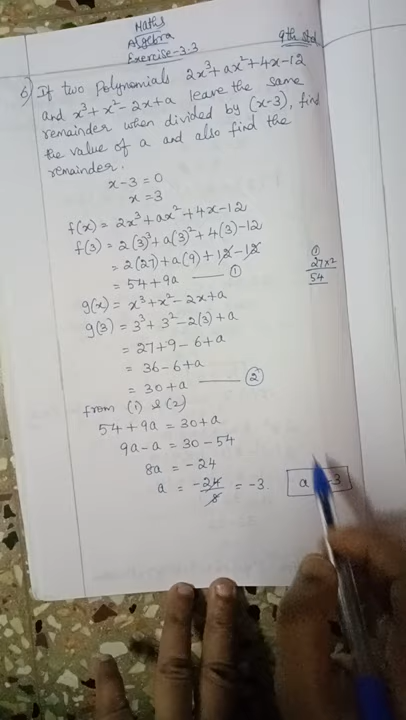 Maths
Algebra
Exercise-3.3
9th Std
6) If two Polynomials 2x³+ax²+4x-12
and x³+x²-2x+a leave the same
remainder when divided by (x-3), find
the value of a and also find the
remainder.
x-3=0
x=3
f(x) = 2x³+ax²+4x-12
f(3) = 2(3)³+a(3)²+4(3)-12
= 2(27)+a(9)+12-12
= 54+9a —— ①
①
27×2
54
g(x) = x³+x²-2x+a
g(3) = 3³+3²-2(3)+a
= 27+9-6+a
= 36-6+a
= 30+a —— ②
from (1) & (2)
54+9a = 30+a
9a-a = 30-54
8a = -24
a = -24/8 = -3.
a -3